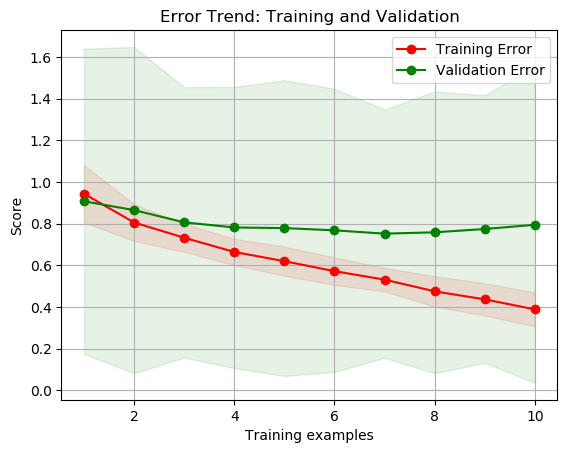 Error Trend: Training and Validation
Training Error
Validation Error
1.6
1.4
1.2
1.0
0.8
0.6
0.4
0.2
0.0
Score
2
4
6
8
10
Training examples